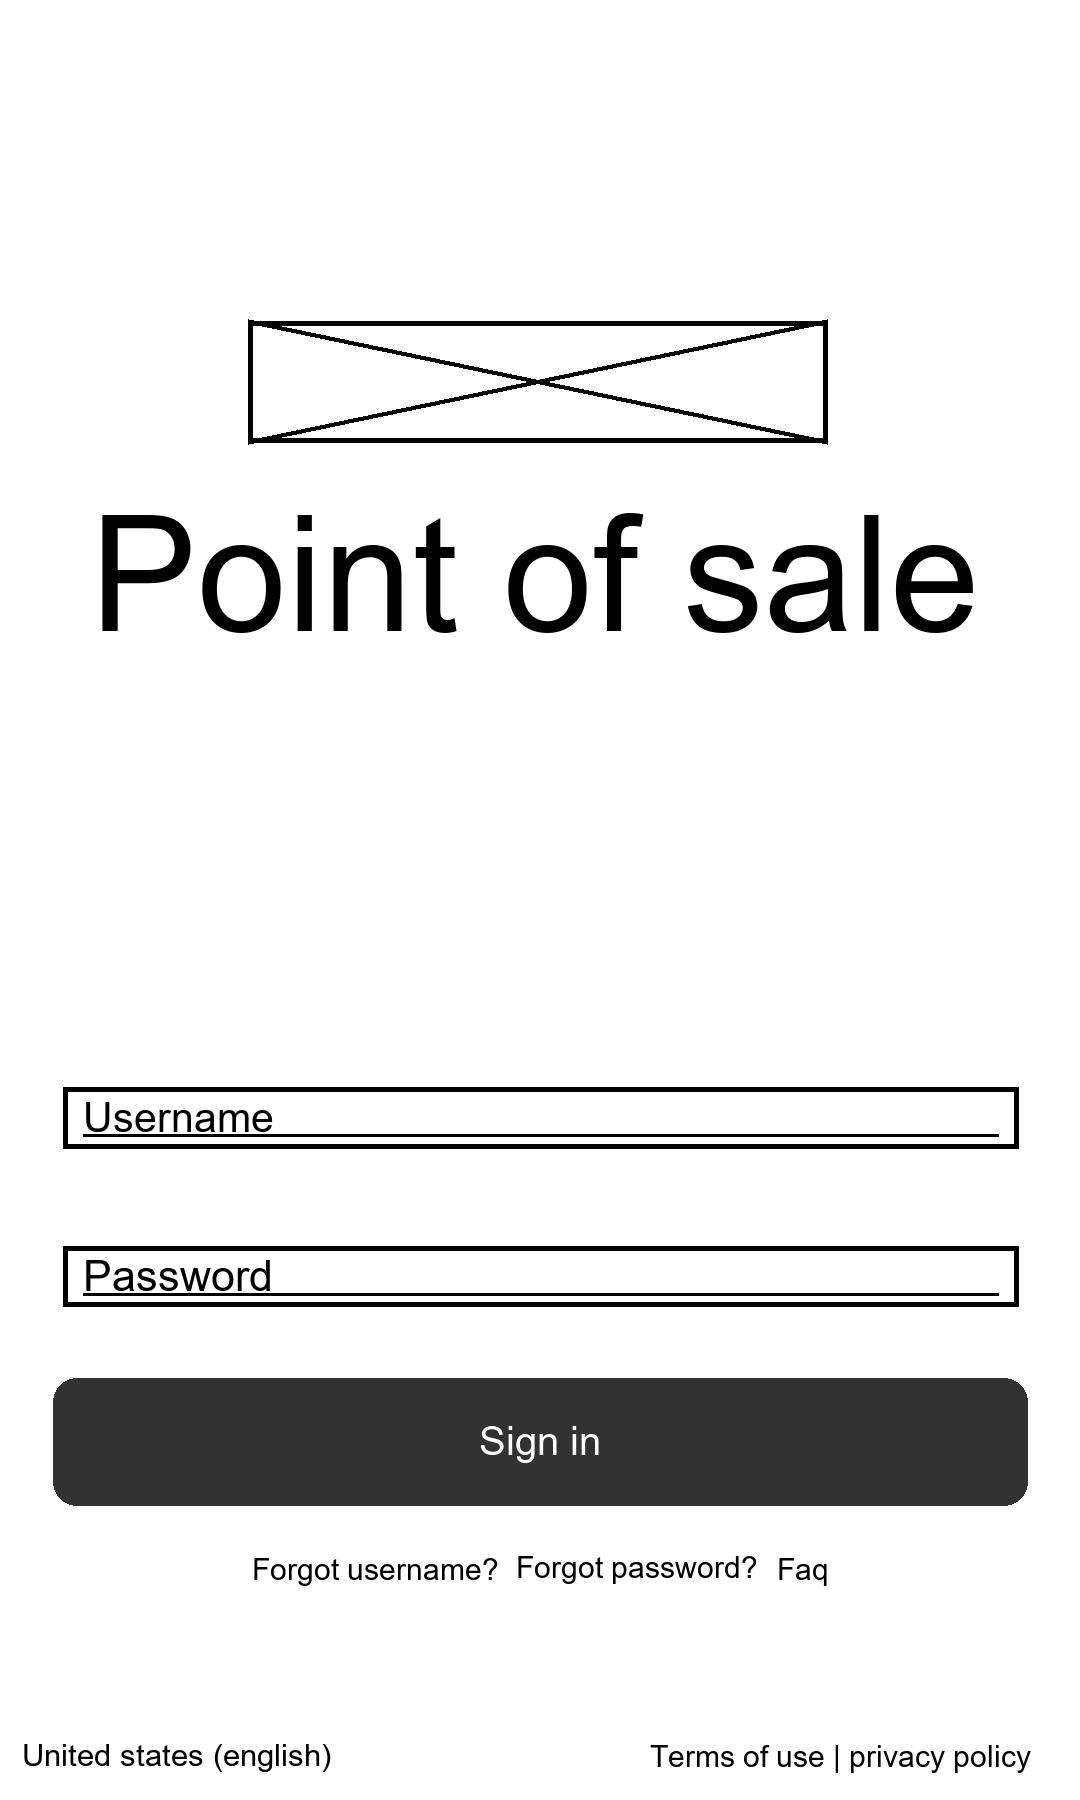 Point of sale
Username
Password
Sign in
Forgot username? Forgot password? Faq
United states (english) Terms of use | privacy policy